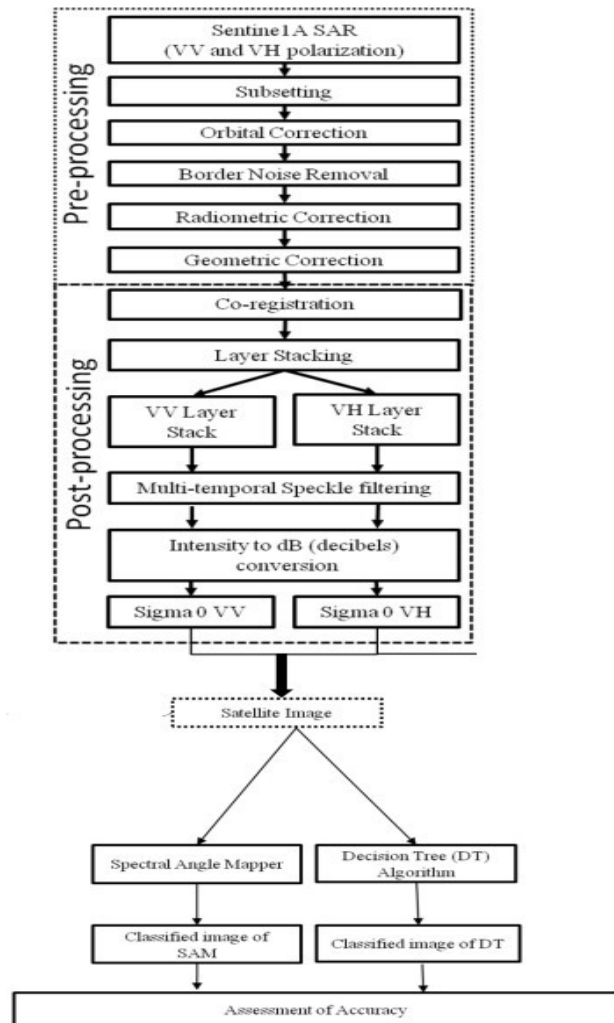 Pre-processing
Sentine1A SAR
(VV and VH polarization)
Subsetting
Orbital Correction
Border Noise Removal
Radiometric Correction
Geometric Correction
Post-processing
Co-registration
Layer Stacking
VV Layer
Stack
VH Layer
Stack
Multi-temporal Speckle filtering
Intensity to dB (decibels)
conversion
Sigma 0 VV
Sigma 0 VH
Satellite Image
Spectral Angle Mapper
Decision Tree (DT)
Algorithm
Classified image of
SAM
Classified image of DT
Assessment of Accuracy